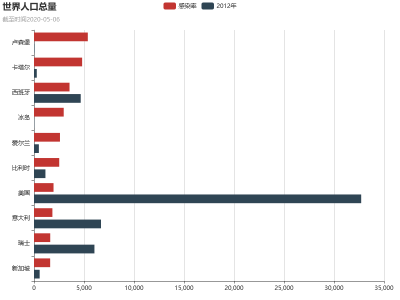 世界人口总量
截至时间2020-05-06
感染率
2012年
卢森堡
卡塔尔
西班牙
冰岛
爱尔兰
比利时
美国
意大利
瑞士
新加坡
0
5,000
10,000
15,000
20,000
25,000
30,000
35,000